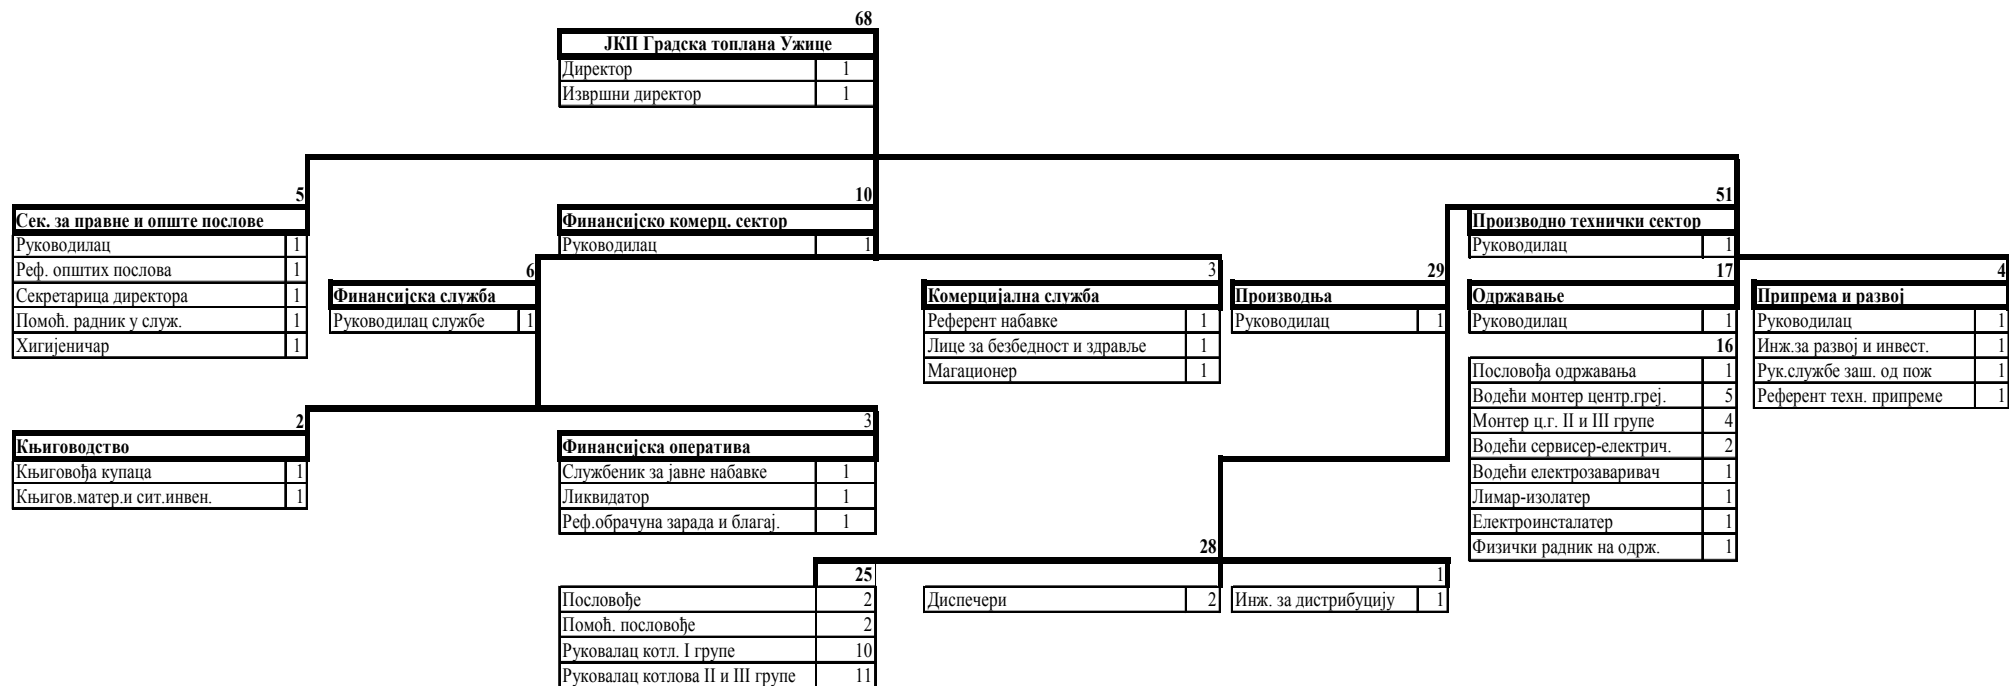 68
ЈКП Градска топлана Ужице
Директор 1
Извршни директор 1
5
Сек. за правне и опште послове
Руководилац 1
Реф. општих послова 1
Секретарица директора 1
Помоћ. радник у служ. 1
Хигијеничар 1
10
Финансијско комерц. сектор
Руководилац 1
6
Финансијска служба
Руководилац службе 1
3
Комерцијална служба
Референт набавке 1
Лице за безбедност и здравље 1
Магационер 1
2
Књиговодство
Књиговођа купаца 1
Књигов.матер.и сит.инвен. 1
3
Финансијска оператива
Службеник за јавне набавке 1
Ликвидатор 1
Реф.обрачуна зарада и благај. 1
51
Производно технички сектор
Руководилац 1
29
Производња
Руководилац 1
17
Одржавање
Руководилац 1
16
Пословођа одржавања 1
Водећи монтер центр.греј. 5
Монтер ц.г. II и III групе 4
Водећи сервисер-електрич. 2
Водећи електрозаваривач 1
Лимар-изолатер 1
Електроинсталатер 1
Физички радник на одрж. 1
4
Припрема и развој
Руководилац 1
Инж.за развој и инвест. 1
Рук.службе заш. од пож 1
Референт техн. припреме 1
28
25
Пословође 2
Помоћ. пословође 2
Руковалац котл. I групе 10
Руковалац котлова II и III групе 11
Диспечери 2
1
Инж. за дистрибуцију 1